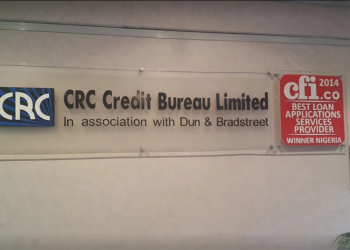 CRC
CRC Credit Bureau Limited
In association with Dun & Bradstreet
cfi.co
2014
BEST LOAN
APPLICATIONS
SERVICES
PROVIDER
WINNER NIGERIA